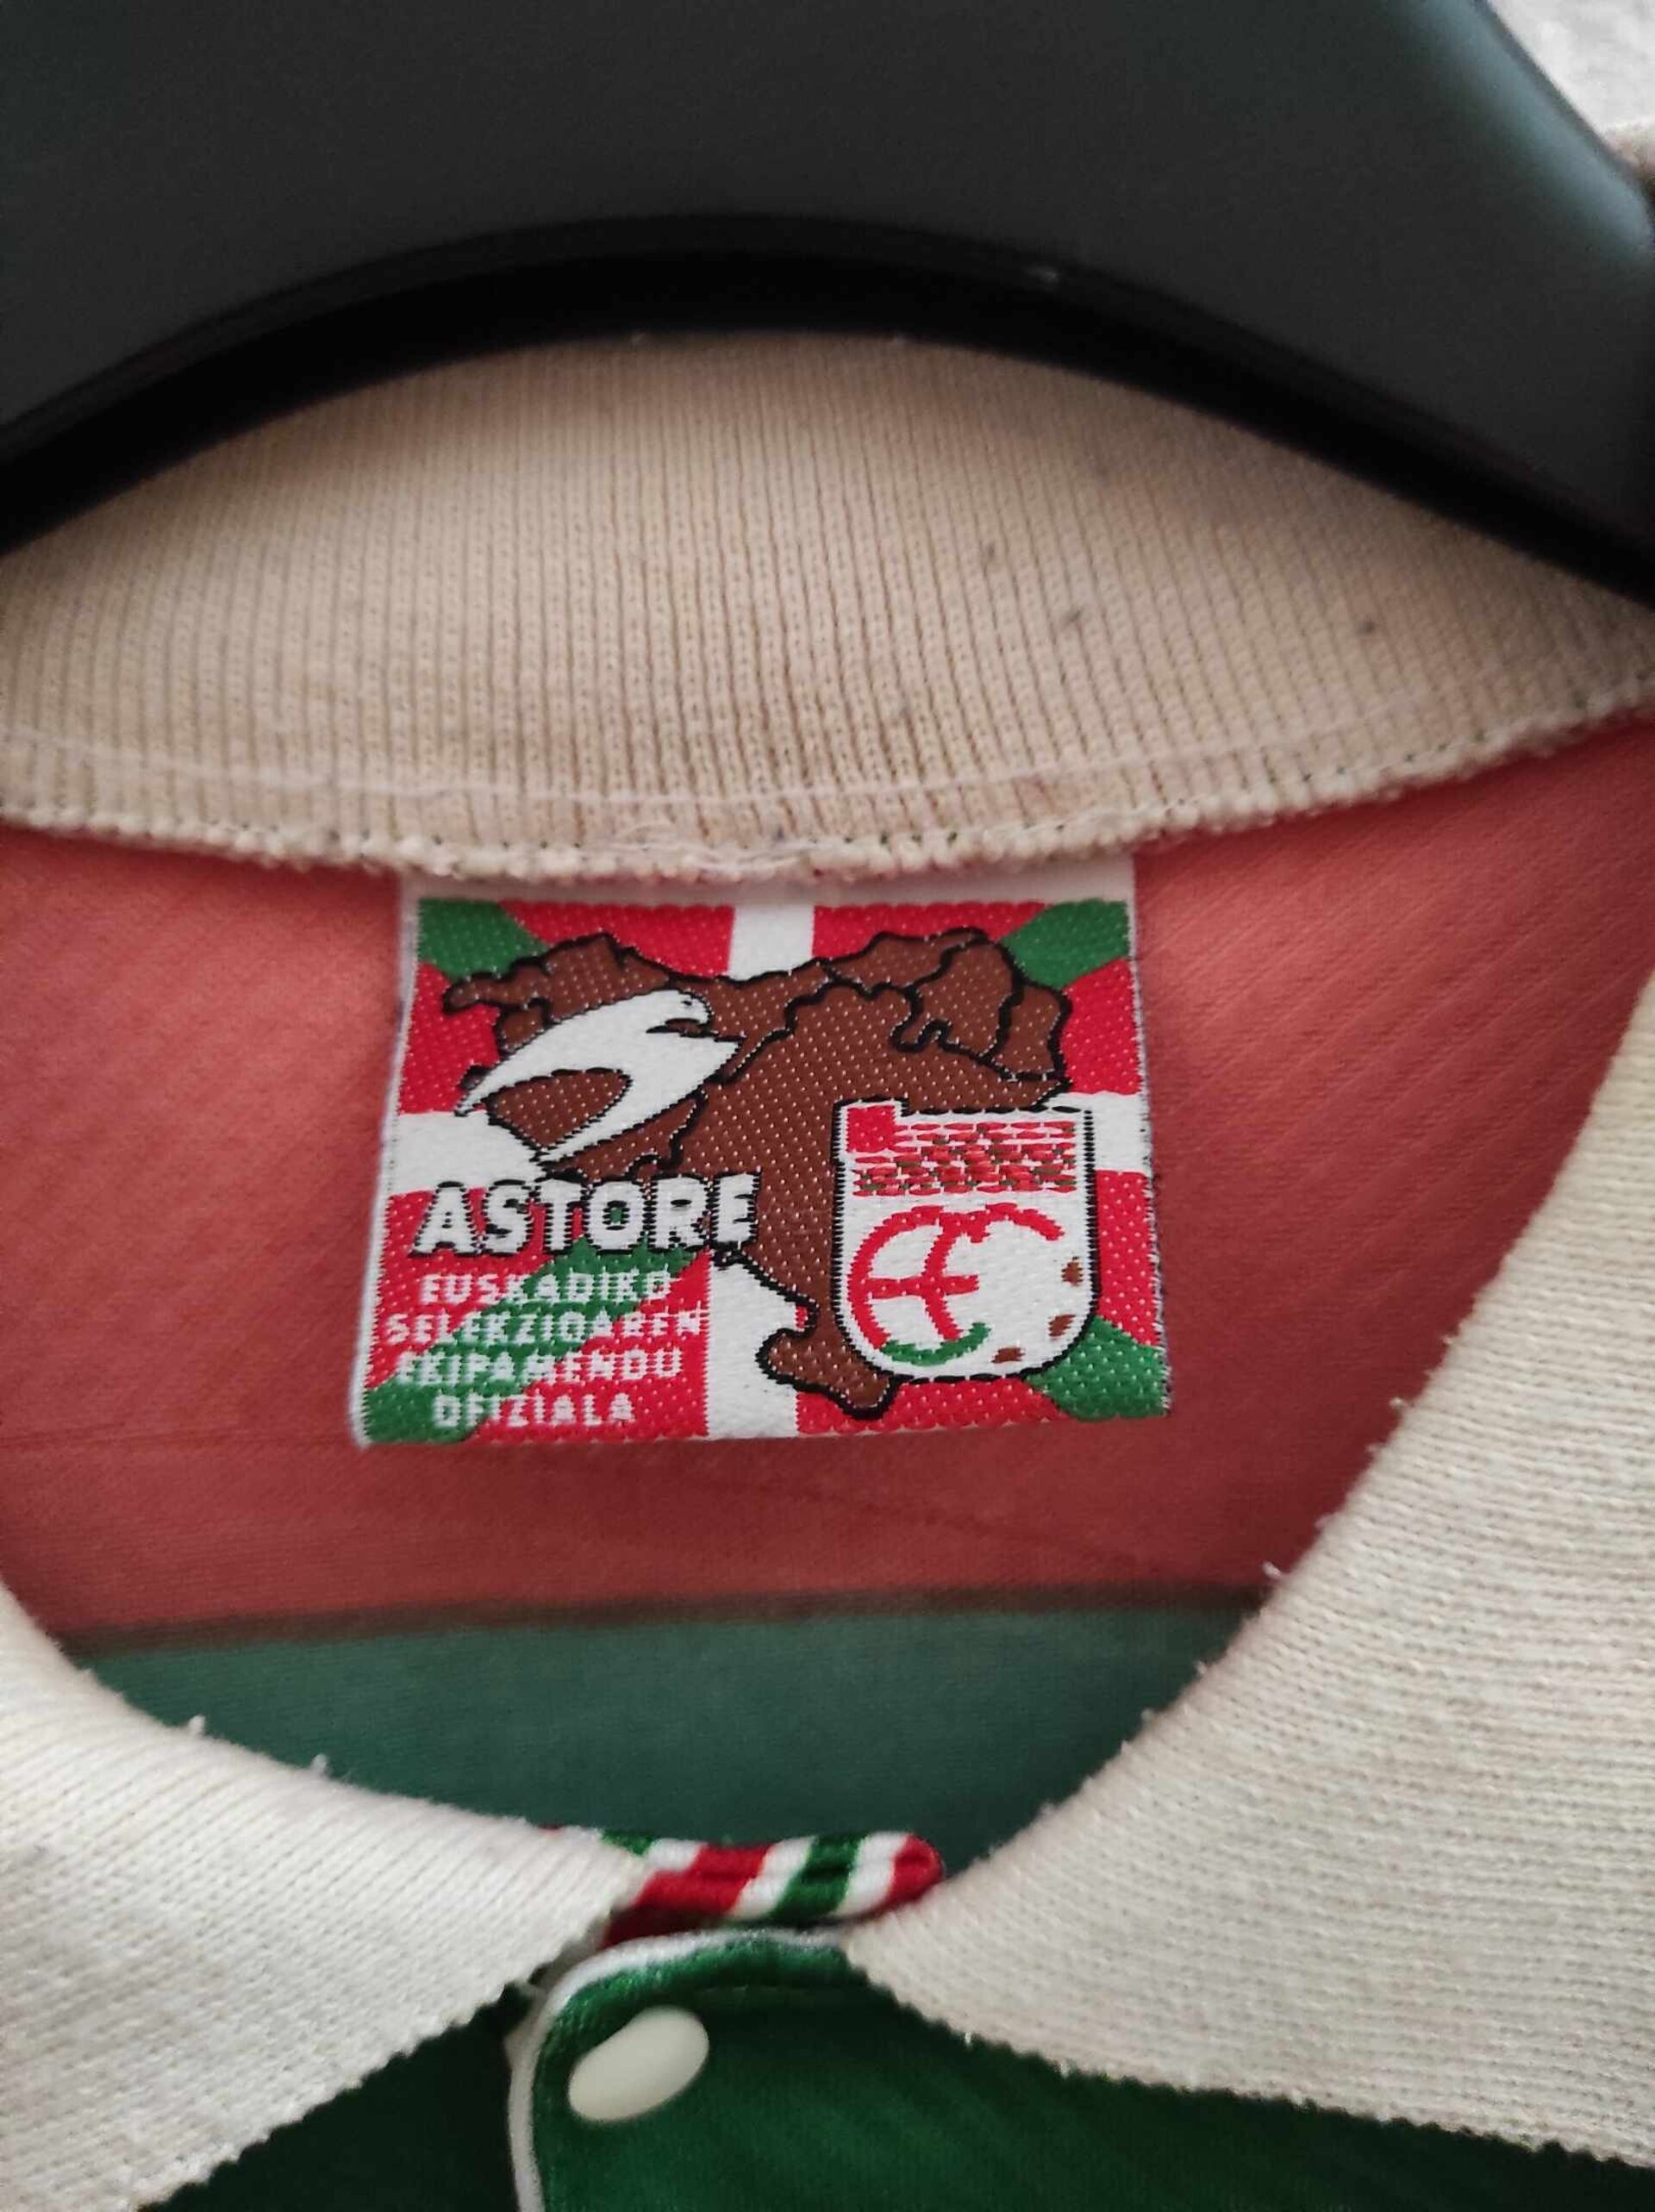 ASTORE
EUSKADIKO
SELEKZIOAREN
EKIPAMENDU
OFIZIALA